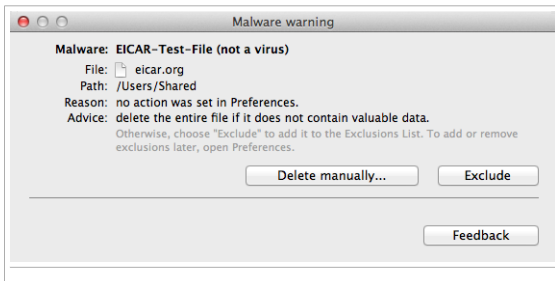 Malware warning
Malware: EICAR-Test-File (not a virus)
File: eicar.org
Path: /Users/Shared
Reason: no action was set in Preferences.
Advice: delete the entire file if it does not contain valuable data.
Otherwise, choose "Exclude" to add it to the Exclusions List. To add or remove
exclusions later, open Preferences.
Delete manually... Exclude
Feedback